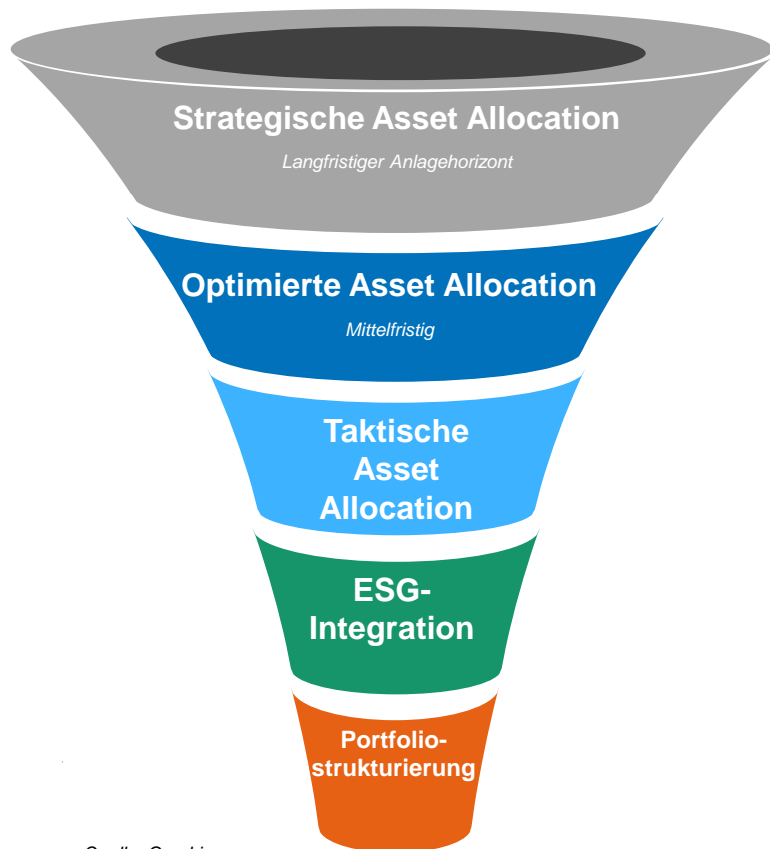 Strategische Asset Allocation
Langfristiger Anlagehorizont
Optimierte Asset Allocation
Mittelfristig
Taktische
Asset
Allocation
ESG-
Integration
Portfolio-
strukturierung